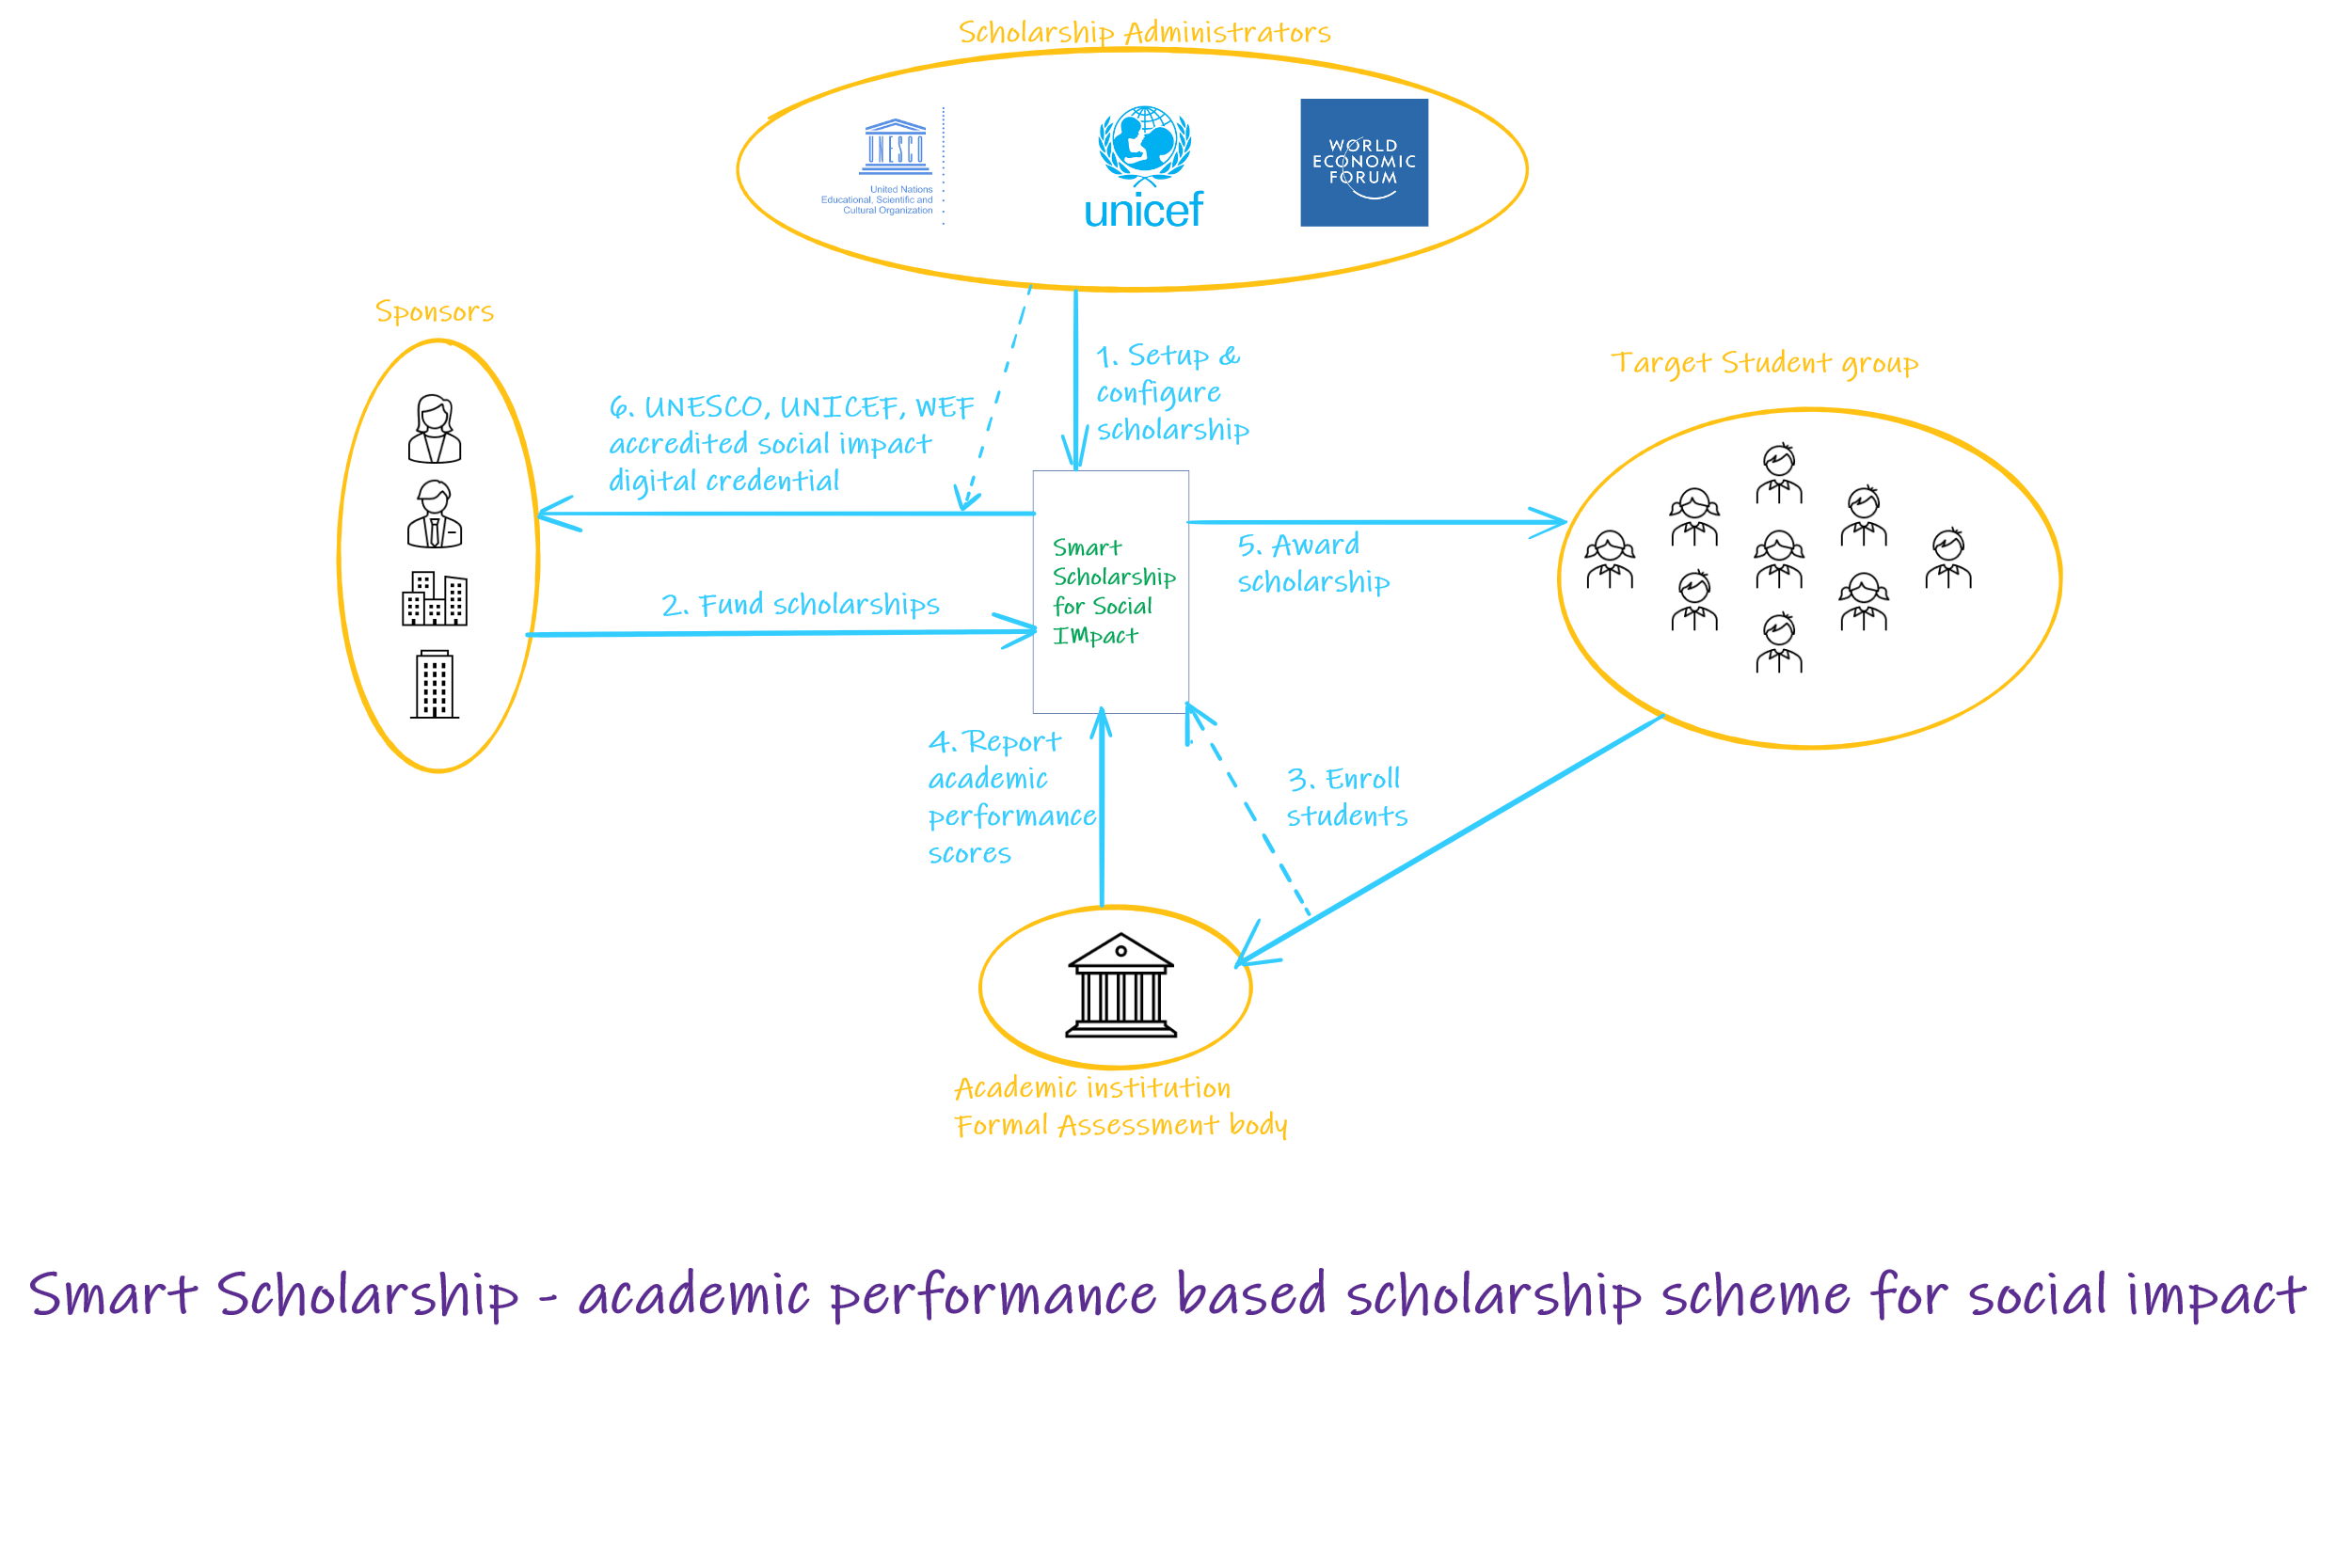 Scholarship Administrators
UNESCO
United Nations
Educational, Scientific and
Cultural Organization
unicef
WORLD
ECONOMIC
FORUM
Sponsors
1. Setup &
configure
scholarship
Target Student group
6. UNESCO, UNICEF, WEF
accredited social impact
digital credential
Smart
Scholarship
for Social
IMpact
5. Award
scholarship
2. Fund scholarships
4. Report
academic
performance
scores
3. Enroll
students
Academic institution
Formal Assessment body
Smart Scholarship - academic performance based scholarship scheme for social impact